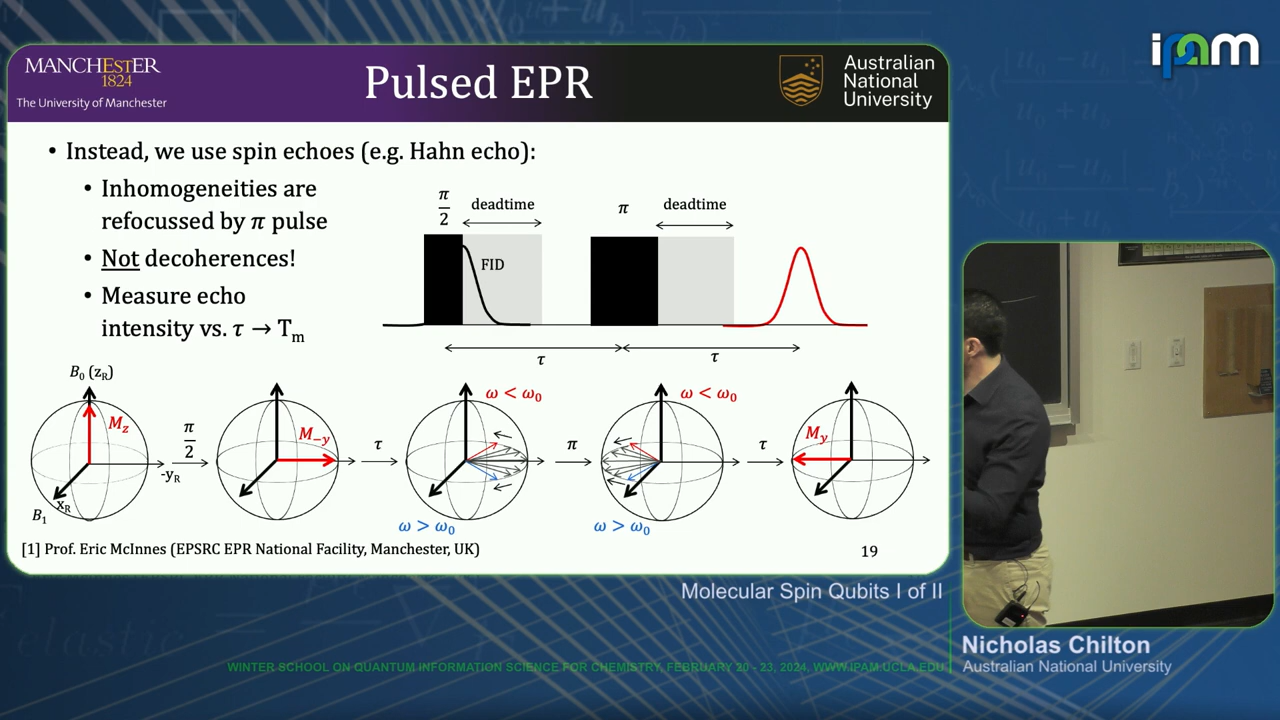 MANCHESTER
1824
The University of Manchester
Pulsed EPR
Australian
National
University
ipam
• Instead, we use spin echoes (e.g. Hahn echo):
• Inhomogeneities are
refocussed by π pulse
• Not decoherences!
• Measure echo
intensity vs. τ → Tm
π
2
deadtime
π
deadtime
FID
τ
τ
B0 (zR)
Mz
-yR
xR
B1
π
2
M−y
τ
ω < ω0
ω > ω0
π
ω < ω0
ω > ω0
τ
My
[1] Prof. Eric McInnes (EPSRC EPR National Facility, Manchester, UK)
19
Molecular Spin Qubits I of II
Nicholas Chilton
Australian National University
WINTER SCHOOL ON QUANTUM INFORMATION SCIENCE FOR CHEMISTRY, FEBRUARY 20 - 23, 2024, WWW.IPAM.UCLA.EDU